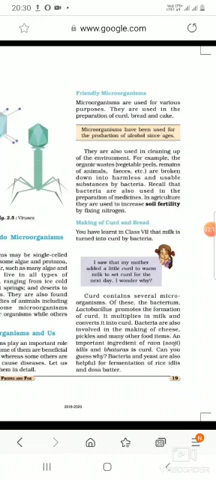 20:30
Friendly Microorganisms
Microorganisms are used for various
purposes. They are used in the
preparation of curd, bread and cake.
Microorganisms have been used for
the production of alcohol since ages.
They are also used in cleaning up
of the environment. For example, the
organic wastes (vegetable peels, remains
of animals, faeces, etc.) are broken
down into harmless and usable
substances by bacteria. Recall that
bacteria are also used in the preparation
of medicines. In agriculture
they are used to increase soil fertility
by fixing nitrogen.
Making of Curd and Bread
You have learnt in Class VII that milk is
turned into curd by bacteria.
I saw that my mother
added a little curd to warm
milk to set curd for the
next day. I wonder why?
Curd contains several micro-
organisms. Of these, the bacterium,
Lactobacillus promotes the formation
of curd. It multiplies in milk and
converts it into curd. Bacteria are also
involved in the making of cheese,
pickles and many other food items. An
important ingredient of rava (sooji)
idlis and bhaturas is curd. Can you
guess why? Bacteria and yeast are also
helpful for fermentation of rice idlis
and dosa batter.
19
2019-2020
Fig. 2.5 : Viruses
do Microorganisms
ms may be single-celled
some algae and protozoa,
r, such as many algae and
live in all types of
ranging from ice cold
springs; and deserts to
s. They are also found
dies of animals including
ome microorganisms
r organisms while others
rganisms and Us
ms play an important role
ome of them are beneficial
whereas some others are
cause diseases. Let us
em in detail.